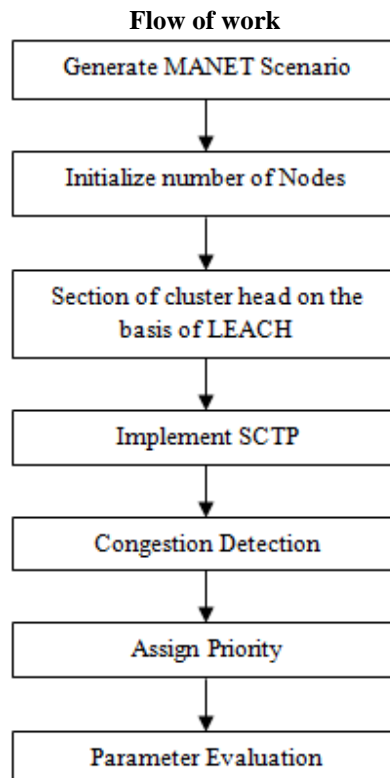 Flow of work
Generate MANET Scenario
Initialize number of Nodes
Section of cluster head on the
basis of LEACH
Implement SCTP
Congestion Detection
Assign Priority
Parameter Evaluation